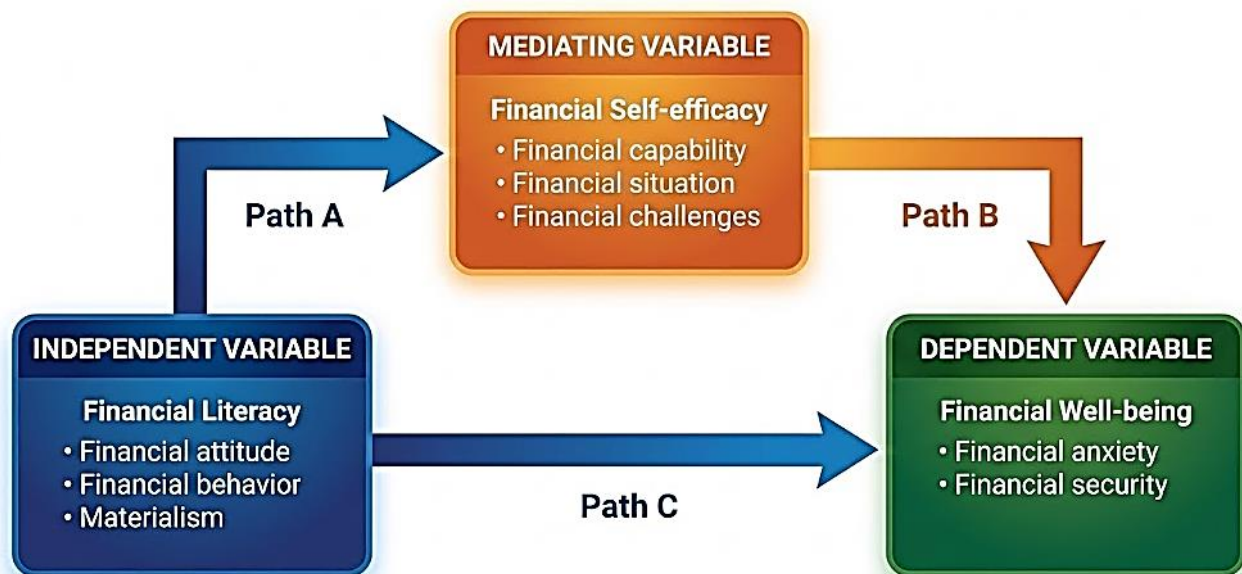 MEDIATING VARIABLE
Financial Self-efficacy
• Financial capability
• Financial situation
• Financial challenges
Path A
Path B
INDEPENDENT VARIABLE
Financial Literacy
• Financial attitude
• Financial behavior
• Materialism
Path C
DEPENDENT VARIABLE
Financial Well-being
• Financial anxiety
• Financial security